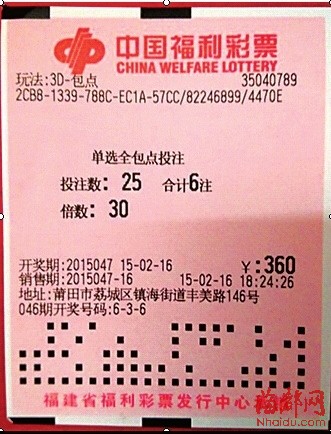 中国福利彩票
CHINA WELFARE LOTTERY
玩法:3D-包点 35040789
2CB8-1339-788C-EC1A-57CC/82246899/4470E
单选全包点投注
投注数: 25 合计6注
倍数: 30
开奖期:2015047 15-02-16 ¥:360
销售期:2015047-16 15-02-16 18:24:26
地址:莆田市荔城区镇海街道丰美路146号
046期开奖号码:6-3-6
福建省福利彩票发行中心
海都网
www.nhaidu.com